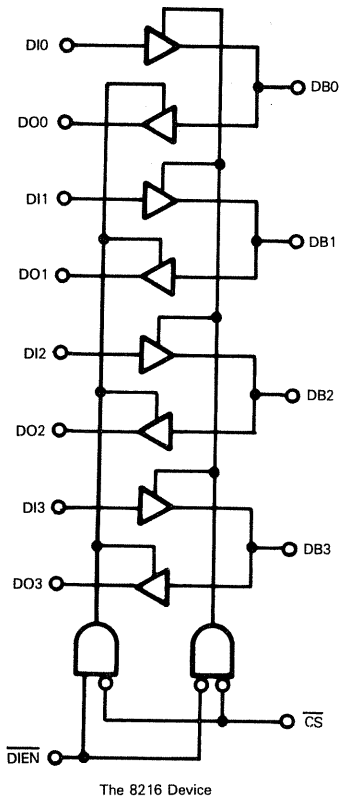 DI0
DB0
DO0
DI1
DB1
DO1
DI2
DB2
DO2
DI3
DB3
DO3
CS
DIEN
The 8216 Device